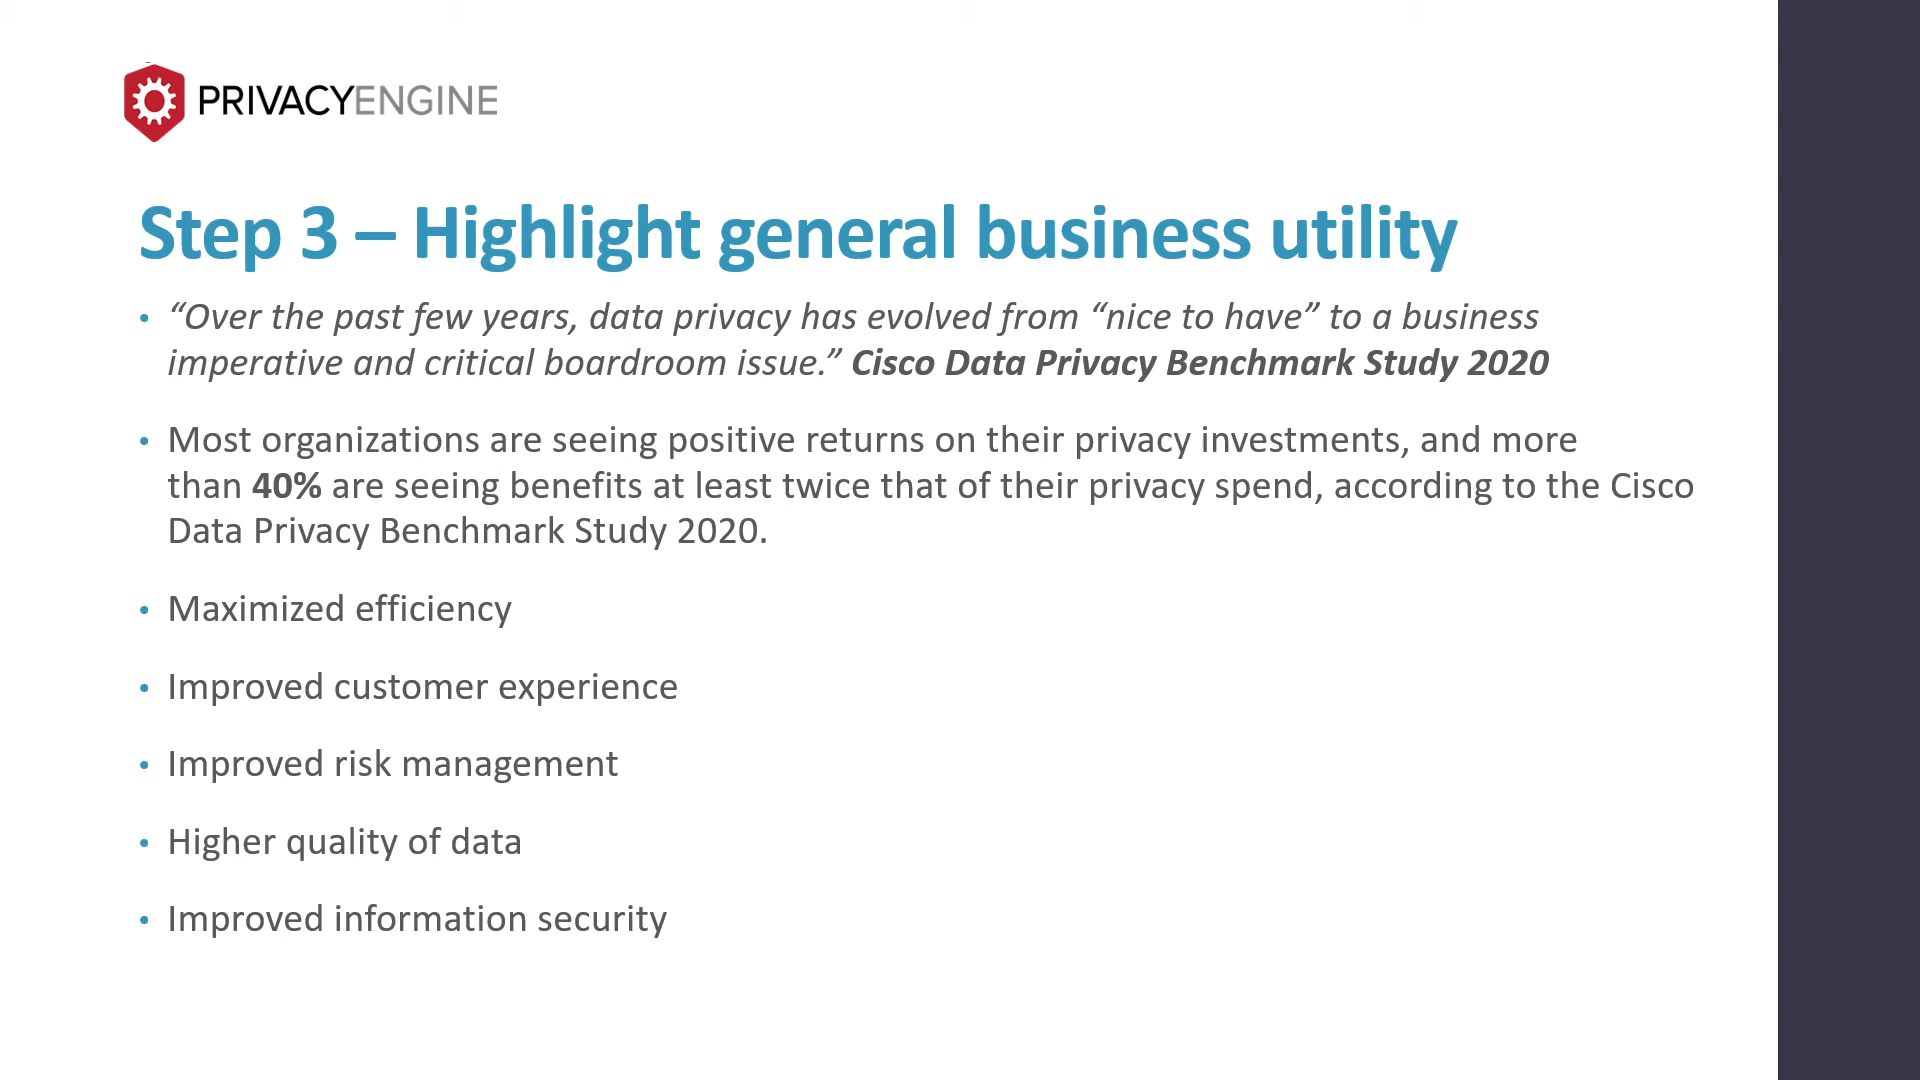 PRIVACYENGINE
Step 3 – Highlight general business utility
• “Over the past few years, data privacy has evolved from “nice to have” to a business
imperative and critical boardroom issue.” Cisco Data Privacy Benchmark Study 2020
• Most organizations are seeing positive returns on their privacy investments, and more
than 40% are seeing benefits at least twice that of their privacy spend, according to the Cisco
Data Privacy Benchmark Study 2020.
• Maximized efficiency
• Improved customer experience
• Improved risk management
• Higher quality of data
• Improved information security